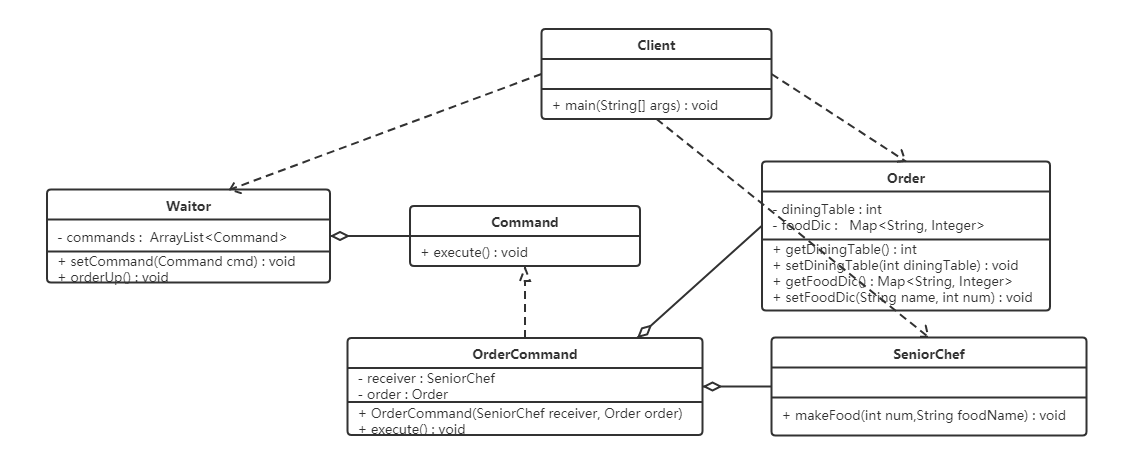 Client
+ main(String[] args) : void
Waitor
- commands :  ArrayList<Command>
+ setCommand(Command cmd) : void
+ orderUp() : void
Command
+ execute() : void
Order
- diningTable : int
- foodDic :   Map<String, Integer>
+ getDiningTable() : int
+ setDiningTable(int diningTable) : void
+ getFoodDic() : Map<String, Integer>
+ setFoodDic(String name, int num) : void
OrderCommand
- receiver : SeniorChef
- order : Order
+ OrderCommand(SeniorChef receiver, Order order)
+ execute() : void
SeniorChef
+ makeFood(int num,String foodName) : void